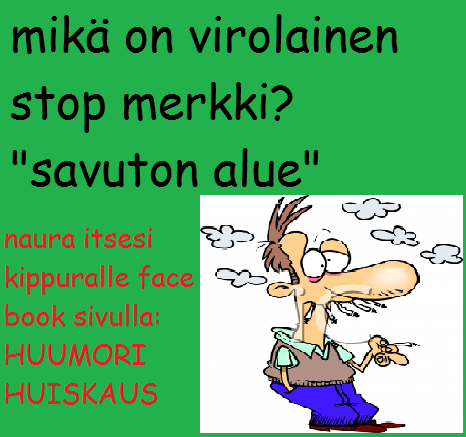 mikä on virolainen
stop merkki?
"savuton alue"
naura itsesi
kippuralle face
book sivulla:
HUUMORI
HUISKAUS